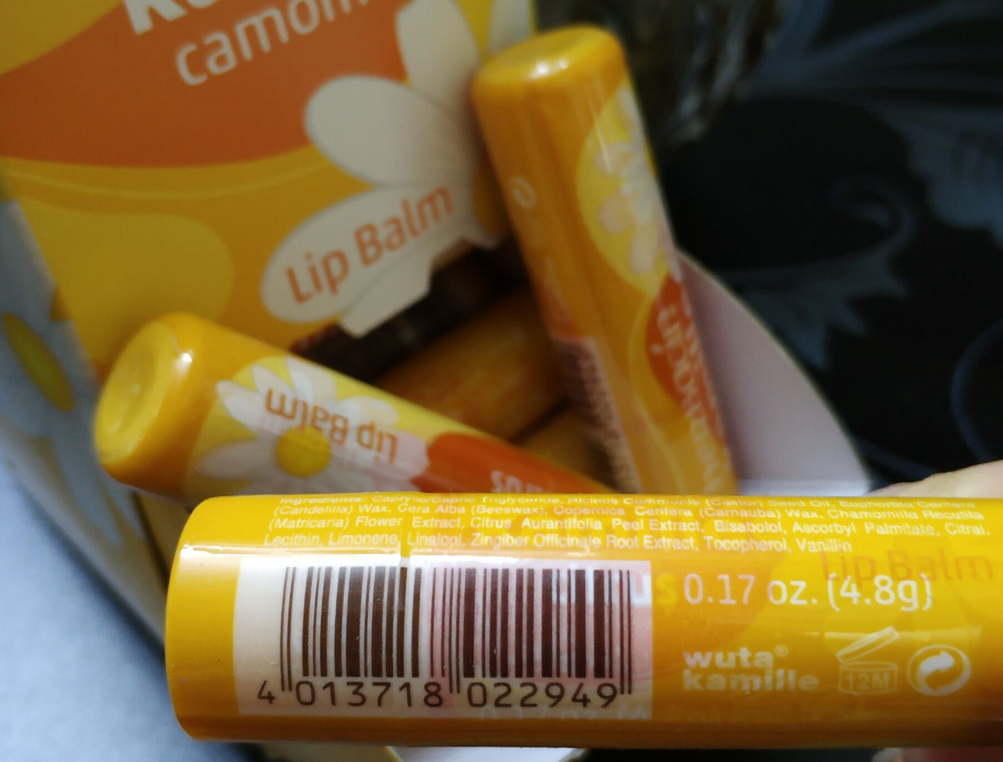 camom
Lip Balm
Lip Balm
Ingredients: Caprylic/Capric Triglyceride, Ricinus Communis (Castor) Seed Oil, Euphorbia Cerifera
(Candelilla) Wax, Cera Alba (Beeswax), Copernica Cerifera (Carnauba) Wax, Chamomilla Recutita
(Matricaria) Flower Extract, Citrus Aurantifolia Peel Extract, Bisabolol, Ascorbyl Palmitate, Citral,
Lecithin, Limonene, Linalool, Zingiber Officinale Root Extract, Tocopherol, Vanillin
Lip Balm
0.17 oz. (4.8g)
wuta®
kamille
12M
4 013718 022949